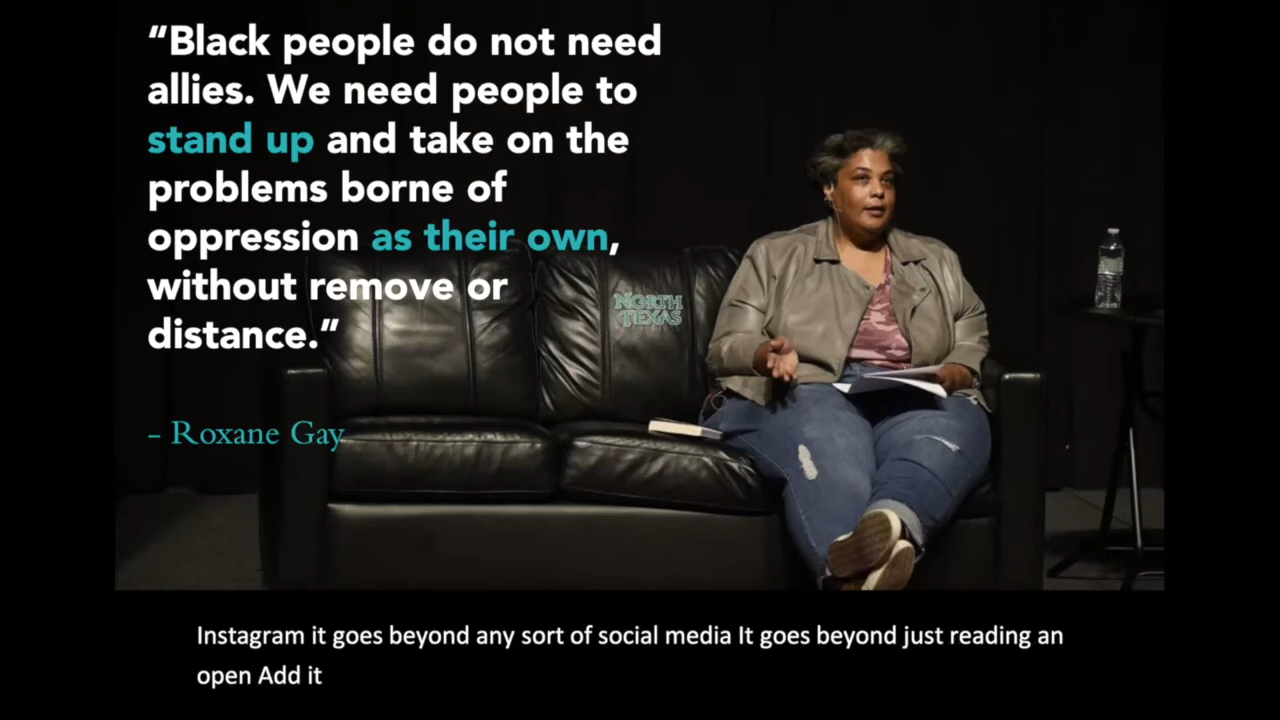 “Black people do not need
allies. We need people to
stand up and take on the
problems borne of
oppression as their own,
without remove or
distance.”
– Roxane Gay
NORTH
TEXAS
Instagram it goes beyond any sort of social media It goes beyond just reading an
open Add it